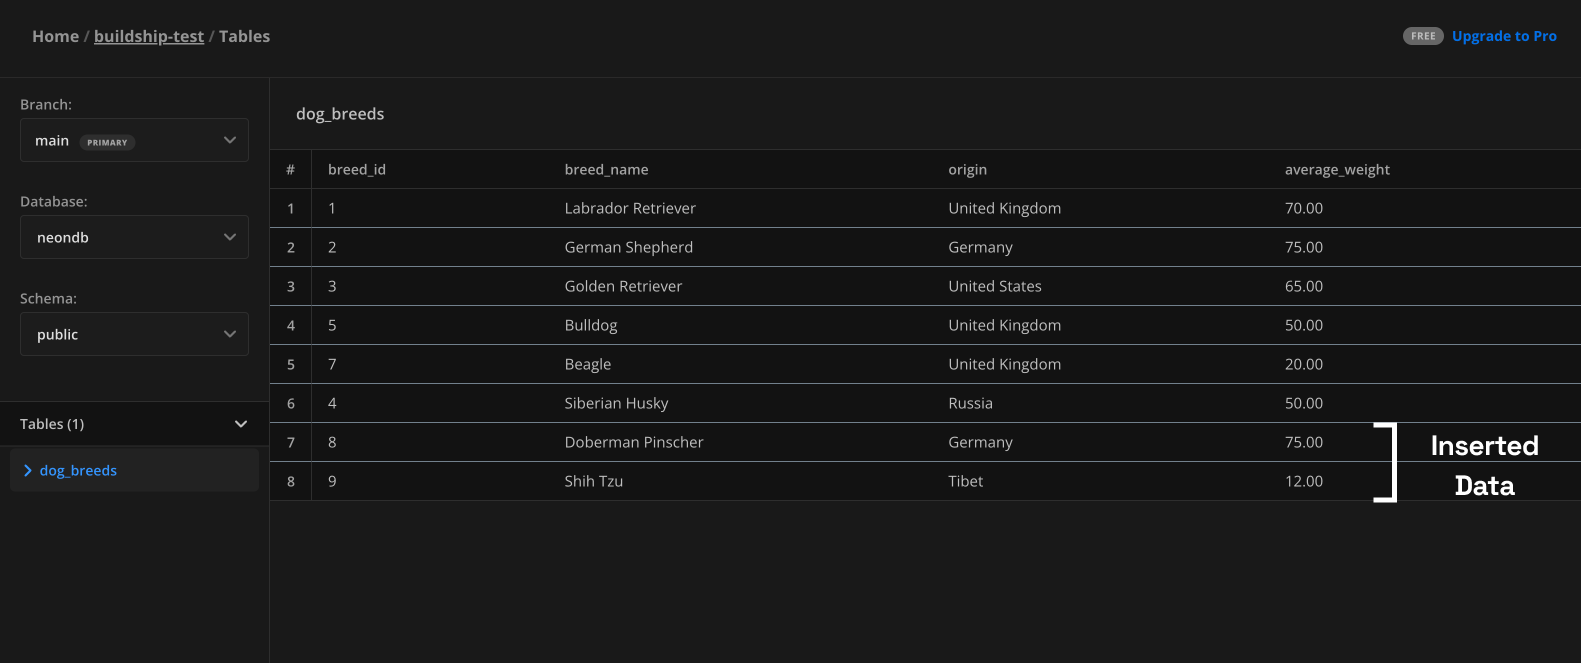 Home / buildship-test / Tables
FREE Upgrade to Pro
Branch:
main PRIMARY
Database:
neondb
Schema:
public
Tables (1)
dog_breeds
dog_breeds
# breed_id breed_name origin average_weight
1 1 Labrador Retriever United Kingdom 70.00
2 2 German Shepherd Germany 75.00
3 3 Golden Retriever United States 65.00
4 5 Bulldog United Kingdom 50.00
5 7 Beagle United Kingdom 20.00
6 4 Siberian Husky Russia 50.00
7 8 Doberman Pinscher Germany 75.00
8 9 Shih Tzu Tibet 12.00
Inserted
Data